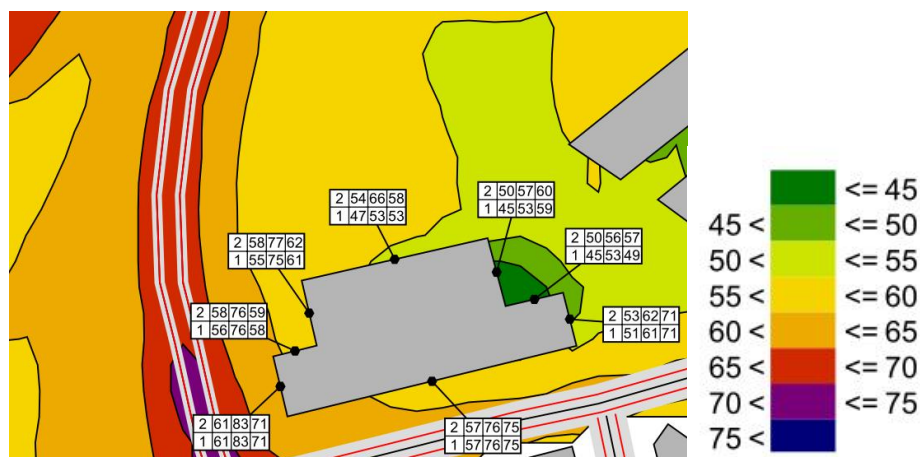 2 54 66 58
1 47 53 53
2 50 57 60
1 45 53 59
2 58 77 62
1 55 75 61
2 50 56 57
1 45 53 49
2 58 76 59
1 56 76 58
2 53 62 71
1 51 61 71
2 61 83 71
1 61 83 71
2 57 76 75
1 57 76 75
<= 45
45 < <= 50
50 < <= 55
55 < <= 60
60 < <= 65
65 < <= 70
70 < <= 75
75 <